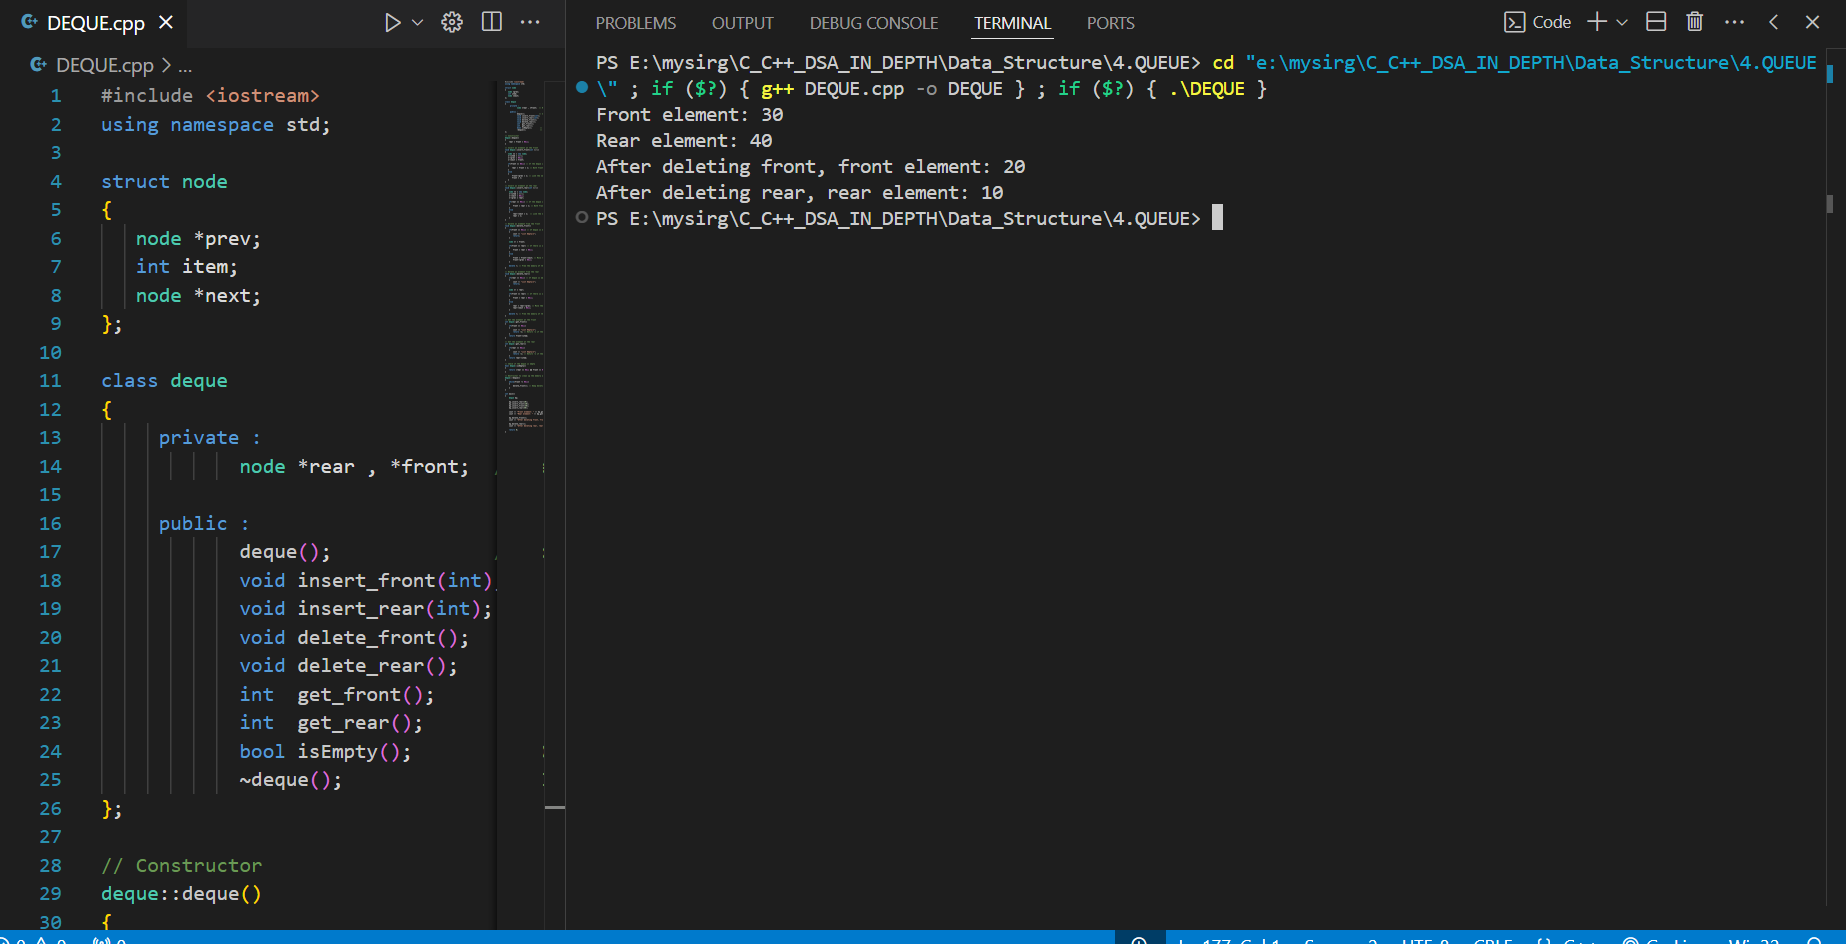 DEQUE.cpp
DEQUE.cpp > ...
1 #include <iostream>
2 using namespace std;
3
4 struct node
5 {
6 node *prev;
7 int item;
8 node *next;
9 };
10
11 class deque
12 {
13 private :
14 node *rear , *front;
15
16 public :
17 deque();
18 void insert_front(int)
19 void insert_rear(int);
20 void delete_front();
21 void delete_rear();
22 int get_front();
23 int get_rear();
24 bool isEmpty();
25 ~deque();
26 };
27
28 // Constructor
29 deque::deque()
30 {
PROBLEMS OUTPUT DEBUG CONSOLE TERMINAL PORTS Code
PS E:\mysirg\C_C++_DSA_IN_DEPTH\Data_Structure\4.QUEUE> cd "e:\mysirg\C_C++_DSA_IN_DEPTH\Data_Structure\4.QUEUE
\" ; if ($?) { g++ DEQUE.cpp -o DEQUE } ; if ($?) { .\DEQUE }
Front element: 30
Rear element: 40
After deleting front, front element: 20
After deleting rear, rear element: 10
PS E:\mysirg\C_C++_DSA_IN_DEPTH\Data_Structure\4.QUEUE>